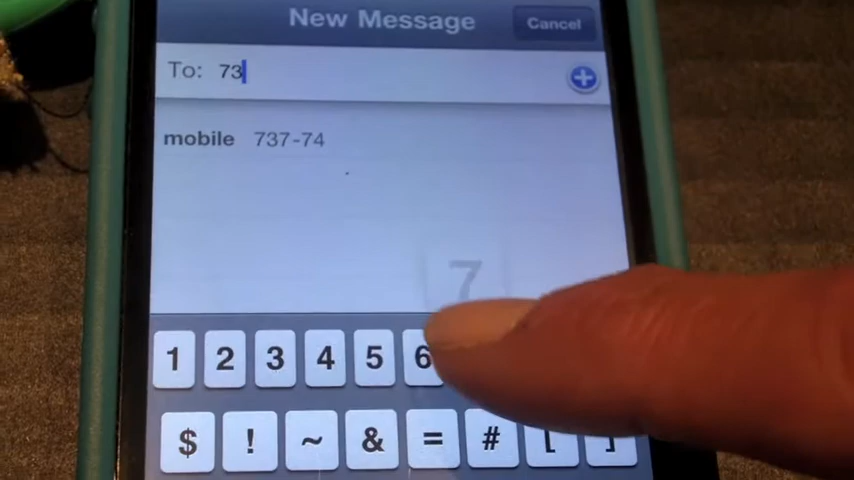 New Message Cancel
To: 73
mobile 737-74
7
1 2 3 4 5 6
$ ! ~ & = # [ ]